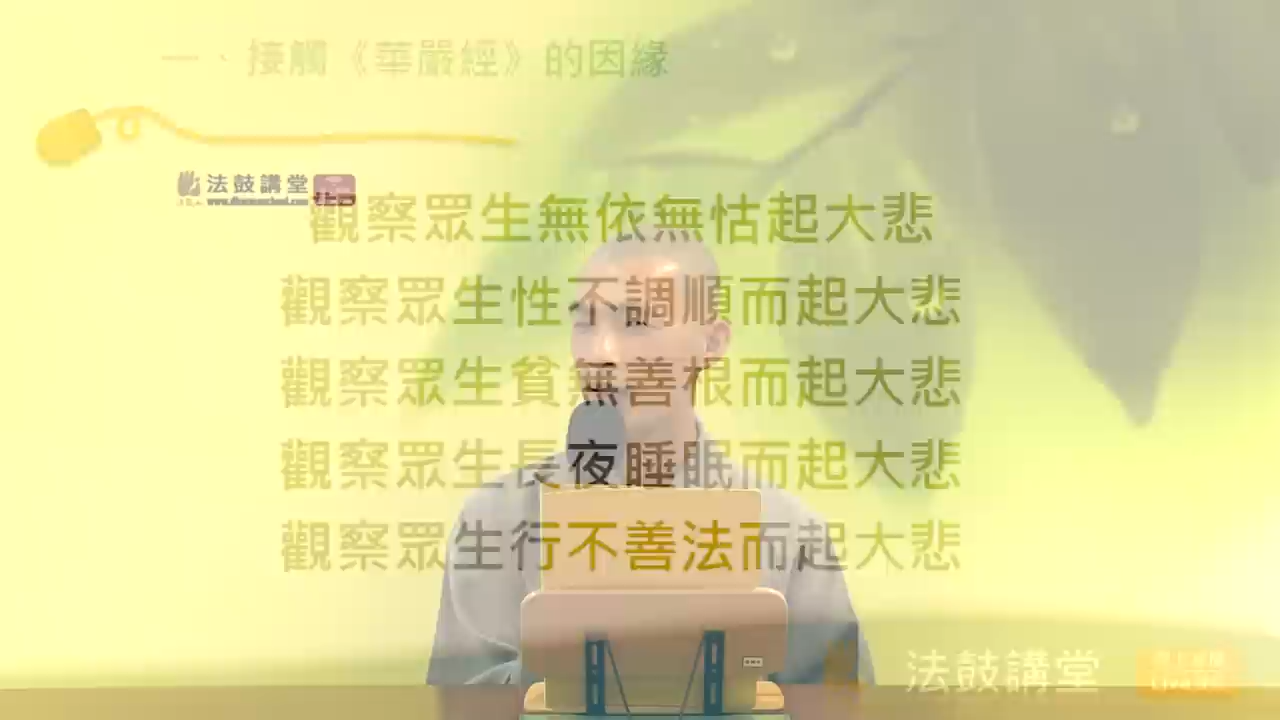 一、接觸《華嚴經》的因緣
法鼓講堂
觀察眾生無依無怙起大悲
觀察眾生性不調順而起大悲
觀察眾生貧無善根而起大悲
觀察眾生長夜睡眠而起大悲
觀察眾生行不善法而起大悲
法鼓講堂